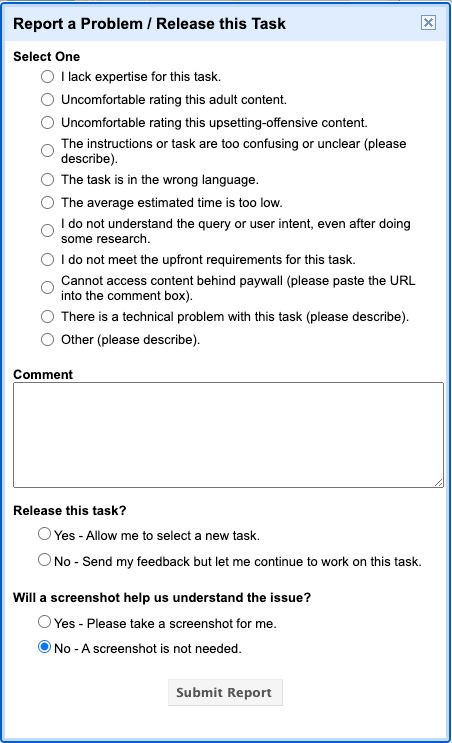 Report a Problem / Release this Task
Select One
I lack expertise for this task.
Uncomfortable rating this adult content.
Uncomfortable rating this upsetting-offensive content.
The instructions or task are too confusing or unclear (please
describe).
The task is in the wrong language.
The average estimated time is too low.
I do not understand the query or user intent, even after doing
some research.
I do not meet the upfront requirements for this task.
Cannot access content behind paywall (please paste the URL
into the comment box).
There is a technical problem with this task (please describe).
Other (please describe).
Comment
Release this task?
Yes - Allow me to select a new task.
No - Send my feedback but let me continue to work on this task.
Will a screenshot help us understand the issue?
Yes - Please take a screenshot for me.
No - A screenshot is not needed.
Submit Report